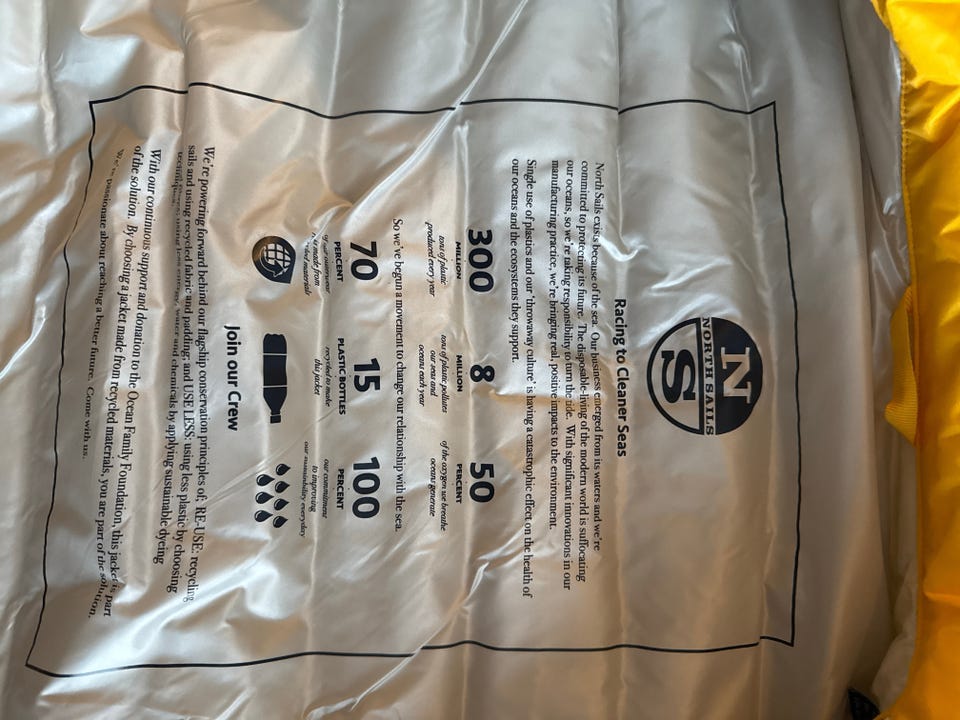 N
NORTH SAILS
S
Racing to Cleaner Seas
North Sails exists because of the sea. Our business emerged from its waters and we're
committed to protecting its future. The disposable-living of the modern world is suffocating
our oceans, so we're taking responsibility to turn the tide. With significant innovations in our
manufacturing practice, we're bringing real, positive impacts to the environment.
Single use of plastics and our 'throwaway culture' is having a catastrophic effect on the health of
our oceans and the ecosystems they support.
300 8 50
MILLION MILLION PERCENT
tons of plastic tons of plastic pollutes of the oxygen we breathe
produced every year our seas and oceans generate
oceans each year
So we've begun a movement to change our relationship with the sea.
70 15 100
PERCENT PLASTIC BOTTLES PERCENT
of our outerwear recycled to make our commitment
made from this jacket to improving
materials our sustainability everyday
Join our Crew
We're powering forward behind our flagship conservation principles of; RE-USE: recycling
sails and using recycled fabric and padding; and USE LESS: using less plastic by choosing
techniques; using less energy, water and chemicals by applying sustainable dyeing
With our continuous support and donation to the Ocean Family Foundation, this jacket is part
of the solution. By choosing a jacket made from recycled materials, you are part of the solution.
We're passionate about reaching a better future. Come with us.